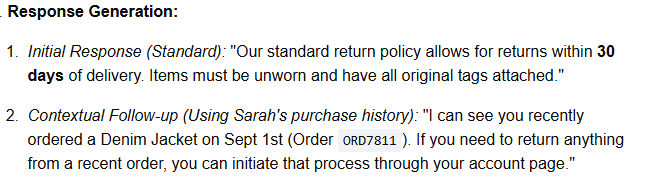 Response Generation:
1. Initial Response (Standard): "Our standard return policy allows for returns within 30
days of delivery. Items must be unworn and have all original tags attached."
2. Contextual Follow-up (Using Sarah's purchase history): "I can see you recently
ordered a Denim Jacket on Sept 1st (Order ORD7811 ). If you need to return anything
from a recent order, you can initiate that process through your account page."